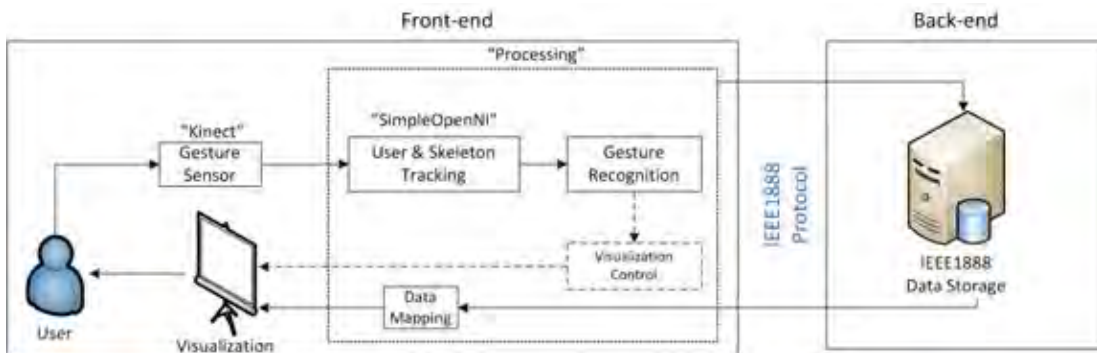 Front-end
Back-end
"Processing"
"Kinect"
Gesture
Sensor
"SimpleOpenNI"
User & Skeleton
Tracking
Gesture
Recognition
IEEE1888
Protocol
Visualization
Control
IEEE1888
Data Storage
Data
Mapping
User
Visualization